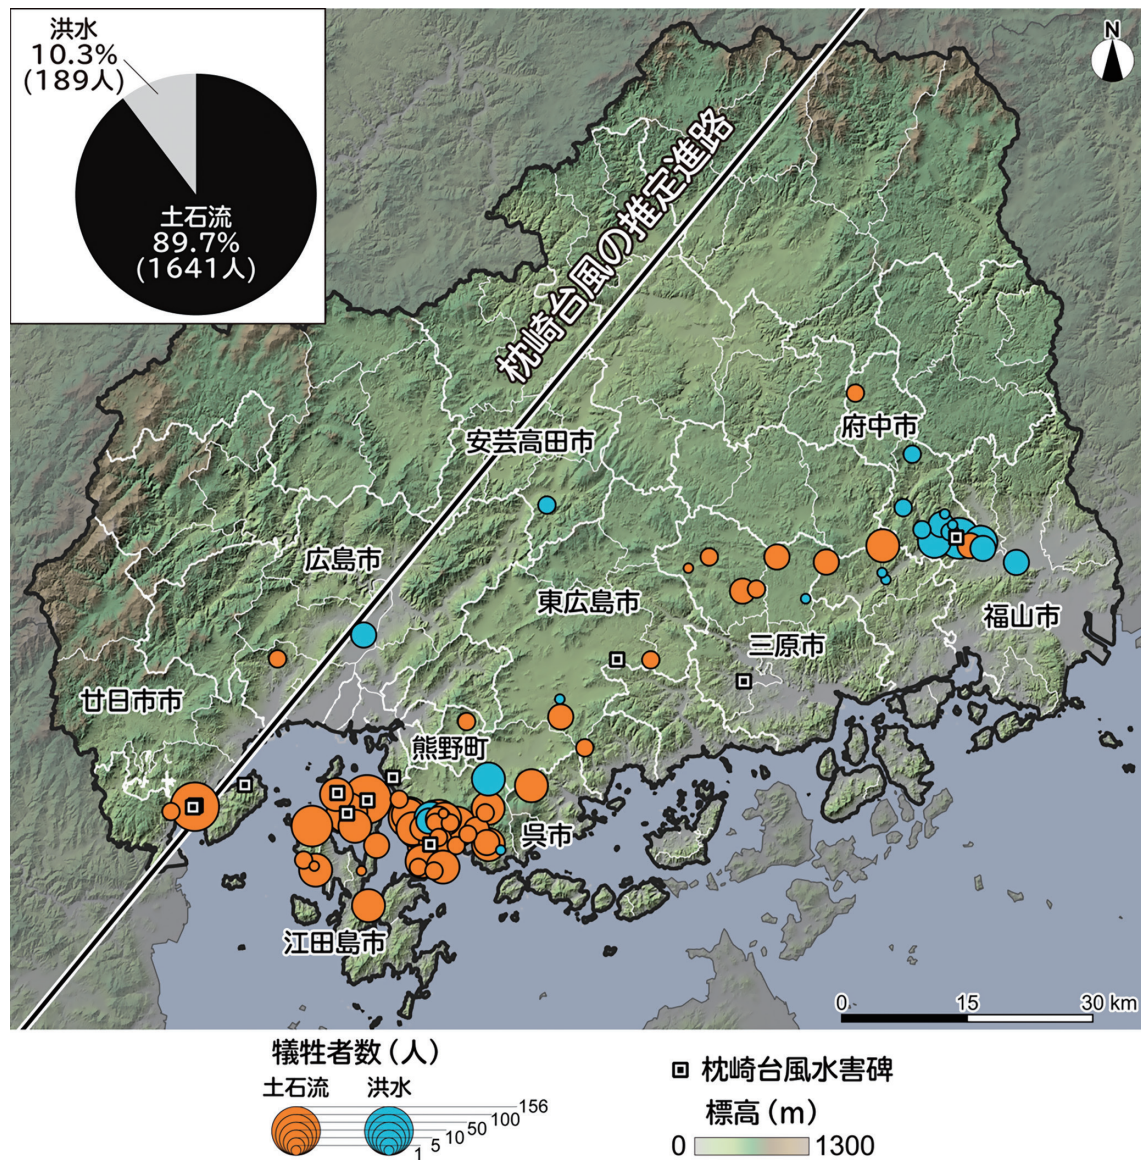 洪水
10.3%
(189人)
土石流
89.7%
(1641人)
N
枕崎台風の推定進路
府中市
安芸高田市
広島市
東広島市
福山市
三原市
廿日市市
熊野町
呉市
江田島市
0 15 30 km
犠牲者数(人)
土石流 洪水
156
100
50
10
5
1
枕崎台風水害碑
標高(m)
0 1300